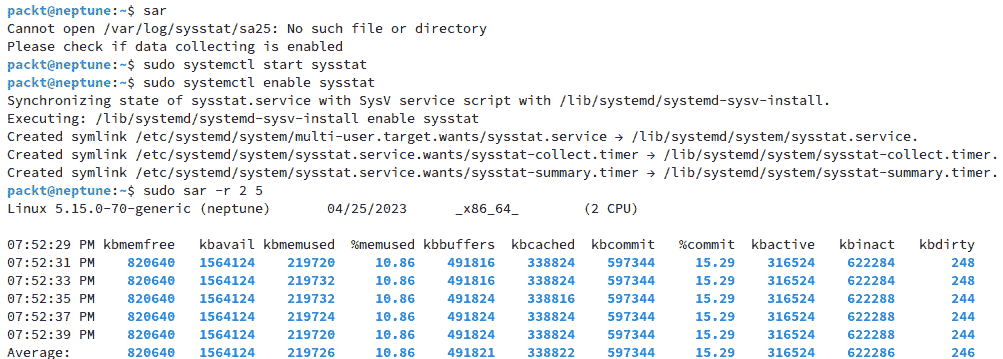 packt@neptune:~$ sar
Cannot open /var/log/sysstat/sa25: No such file or directory
Please check if data collecting is enabled
packt@neptune:~$ sudo systemctl start sysstat
packt@neptune:~$ sudo systemctl enable sysstat
Synchronizing state of sysstat.service with SysV service script with /lib/systemd/systemd-sysv-install.
Executing: /lib/systemd/systemd-sysv-install enable sysstat
Created symlink /etc/systemd/system/multi-user.target.wants/sysstat.service → /lib/systemd/system/sysstat.service.
Created symlink /etc/systemd/system/sysstat.service.wants/sysstat-collect.timer → /lib/systemd/system/sysstat-collect.timer.
Created symlink /etc/systemd/system/sysstat.service.wants/sysstat-summary.timer → /lib/systemd/system/sysstat-summary.timer.
packt@neptune:~$ sudo sar -r 2 5
Linux 5.15.0-70-generic (neptune) 04/25/2023 _x86_64_ (2 CPU)
07:52:29 PM kbmemfree kbavail kbmemused %memused kbbuffers kbcached kbcommit %commit kbactive kbinact kbdirty
07:52:31 PM 820640 1564124 219720 10.86 491816 338824 597344 15.29 316524 622284 248
07:52:33 PM 820640 1564124 219732 10.86 491816 338824 597344 15.29 316524 622284 248
07:52:35 PM 820640 1564124 219732 10.86 491824 338816 597344 15.29 316524 622288 244
07:52:37 PM 820640 1564124 219724 10.86 491824 338824 597344 15.29 316524 622288 244
07:52:39 PM 820640 1564124 219720 10.86 491824 338824 597344 15.29 316524 622288 244
Average: 820640 1564124 219726 10.86 491821 338822 597344 15.29 316524 622286 246